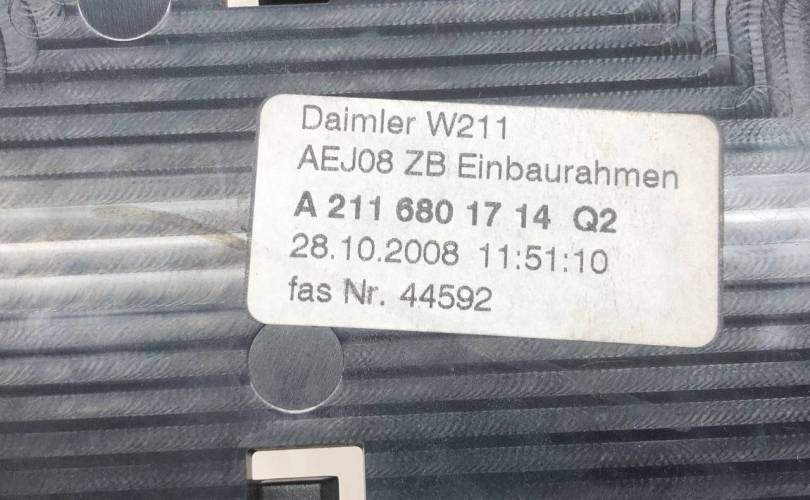 Daimler W211
AEJ08 ZB Einbaurahmen
A 211 680 17 14 Q2
28.10.2008 11:51:10
fas Nr. 44592